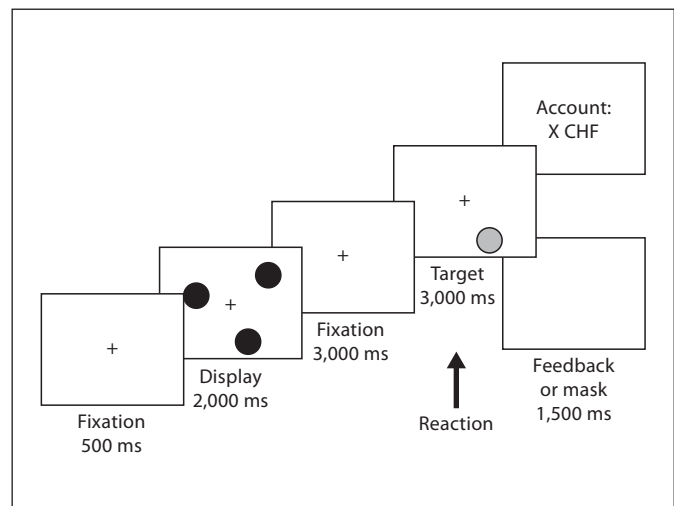 Fixation
500 ms
Display
2,000 ms
Fixation
3,000 ms
Target
3,000 ms
Reaction
Account:
X CHF
Feedback
or mask
1,500 ms